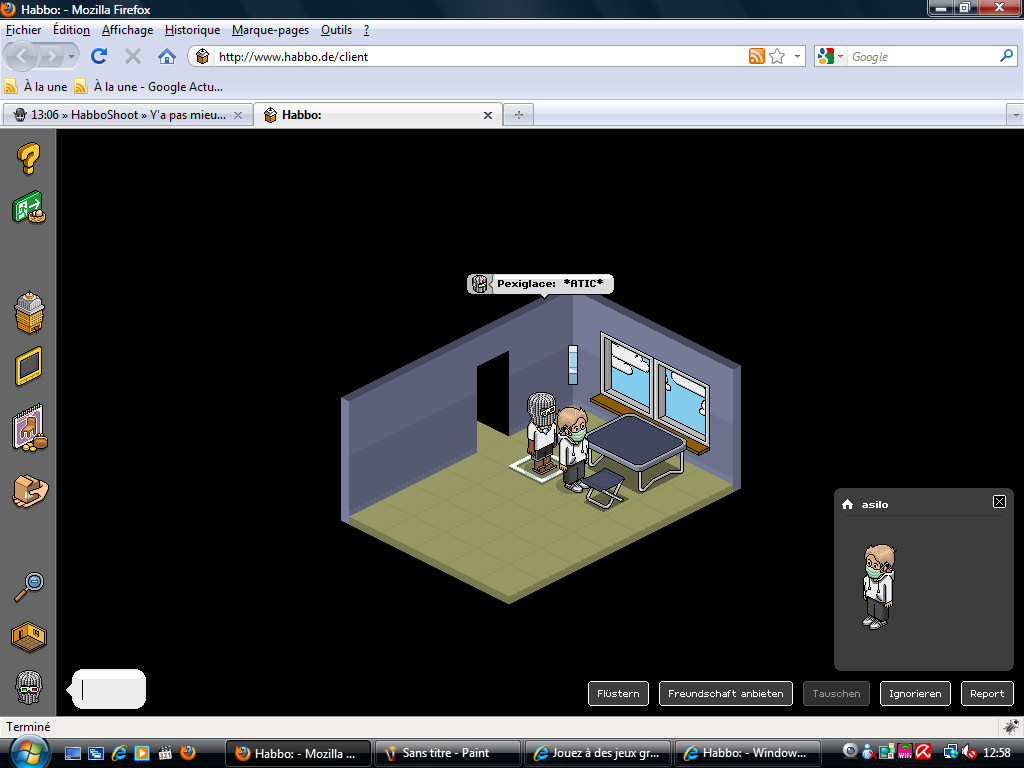 Habbo: - Mozilla Firefox
Fichier Édition Affichage Historique Marque-pages Outils ?
http://www.habbo.de/client
Google
À la une À la une - Google Actu...
13:06 » HabboShoot » Y'a pas mieu...
Habbo:
Pexiglace: *ATIC*
asilo
Flüstern
Freundschaft anbieten
Tauschen
Ignorieren
Report
Terminé
Habbo: - Mozilla ...
Sans titre - Paint
Jouez à des jeux gr...
Habbo: - Window...
WIFI
12:58